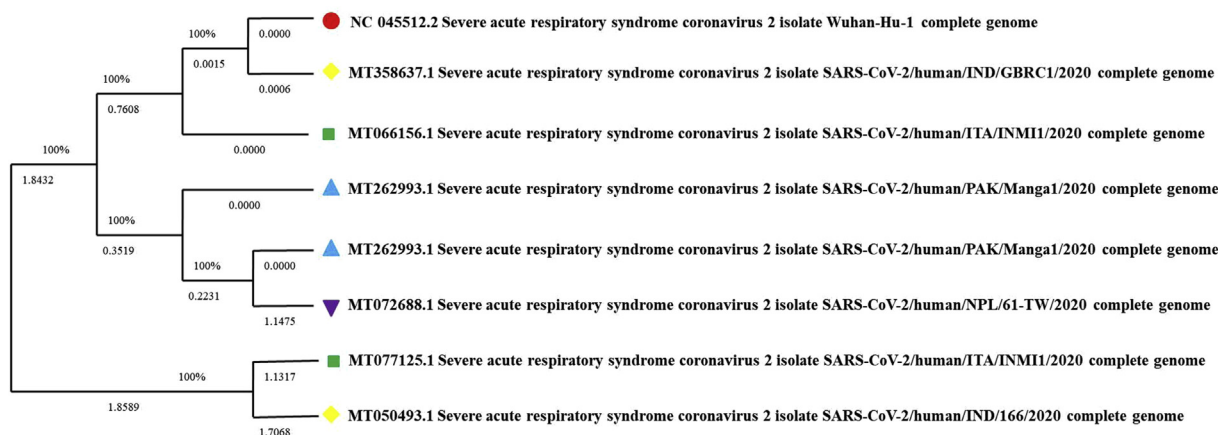 100%
0.0000
NC 045512.2 Severe acute respiratory syndrome coronavirus 2 isolate Wuhan-Hu-1 complete genome
100%
0.0015
MT358637.1 Severe acute respiratory syndrome coronavirus 2 isolate SARS-CoV-2/human/IND/GBRC1/2020 complete genome
0.0006
0.7608
MT066156.1 Severe acute respiratory syndrome coronavirus 2 isolate SARS-CoV-2/human/ITA/INMI1/2020 complete genome
0.0000
100%
1.8432
MT262993.1 Severe acute respiratory syndrome coronavirus 2 isolate SARS-CoV-2/human/PAK/Manga1/2020 complete genome
0.0000
100%
0.3519
MT262993.1 Severe acute respiratory syndrome coronavirus 2 isolate SARS-CoV-2/human/PAK/Manga1/2020 complete genome
100%
0.0000
0.2231
MT072688.1 Severe acute respiratory syndrome coronavirus 2 isolate SARS-CoV-2/human/NPL/61-TW/2020 complete genome
1.1475
MT077125.1 Severe acute respiratory syndrome coronavirus 2 isolate SARS-CoV-2/human/ITA/INMI1/2020 complete genome
100%
1.1317
1.8589
MT050493.1 Severe acute respiratory syndrome coronavirus 2 isolate SARS-CoV-2/human/IND/166/2020 complete genome
1.7068